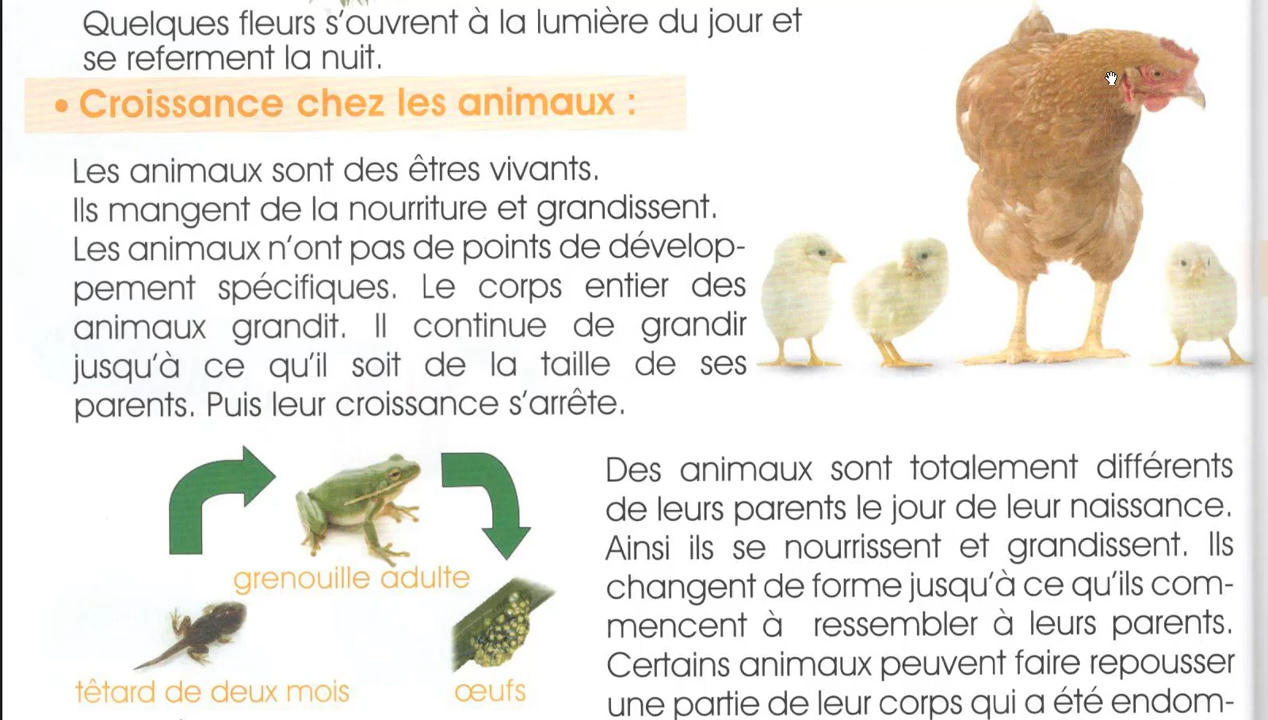 Quelques fleurs s'ouvrent à la lumière du jour et
se referment la nuit.
• Croissance chez les animaux :
Les animaux sont des êtres vivants.
Ils mangent de la nourriture et grandissent.
Les animaux n'ont pas de points de dévelop-
pement spécifiques. Le corps entier des
animaux grandit. Il continue de grandir
jusqu'à ce qu'il soit de la taille de ses
parents. Puis leur croissance s'arrête.
grenouille adulte
têtard de deux mois
œufs
Des animaux sont totalement différents
de leurs parents le jour de leur naissance.
Ainsi ils se nourrissent et grandissent. Ils
changent de forme jusqu'à ce qu'ils com-
mencent à ressembler à leurs parents.
Certains animaux peuvent faire repousser
une partie de leur corps qui a été endom-